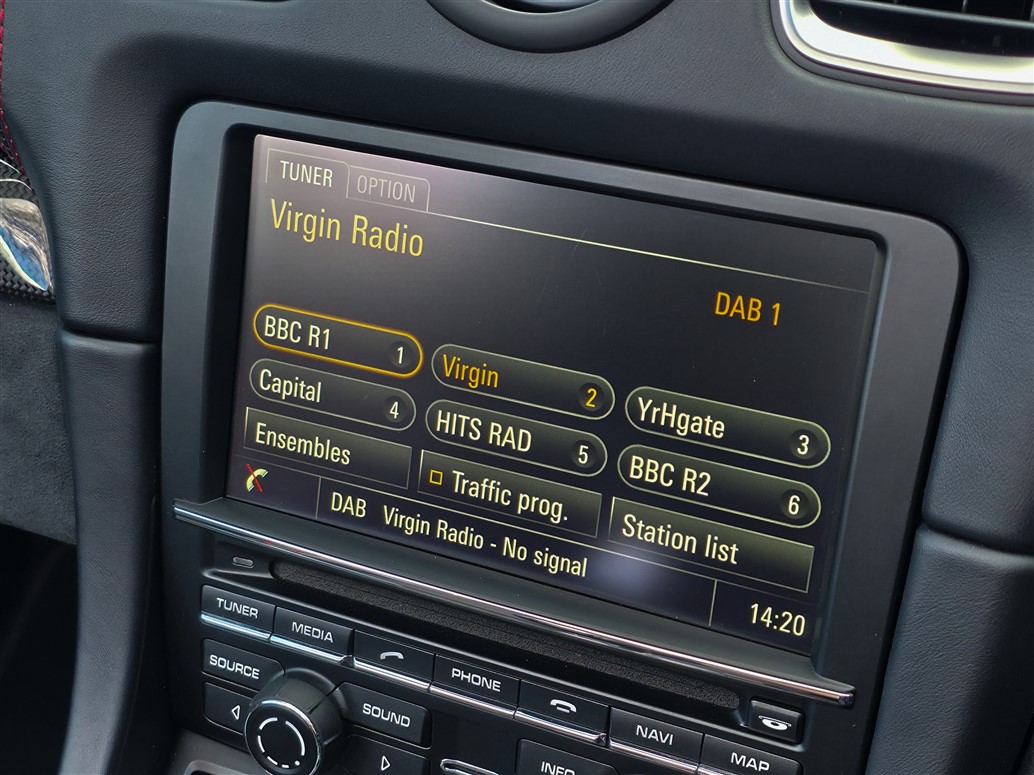 TUNER OPTION
Virgin Radio
DAB 1
BBC R1 1
Virgin 2
YrHgate 3
Capital 4
HITS RAD 5
BBC R2 6
Ensembles
Traffic prog.
Station list
DAB Virgin Radio - No signal
14:20
TUNER
MEDIA
PHONE
NAVI
MAP
SOURCE
SOUND
INFO